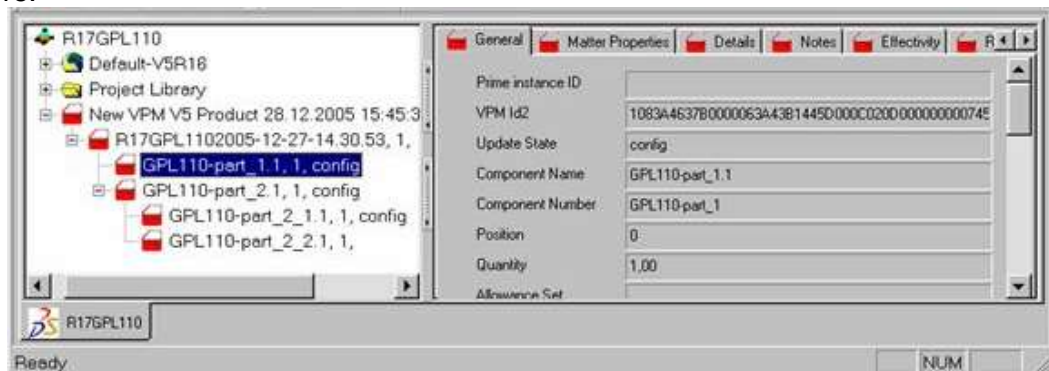 R17GPL110
Default-V5R16
Project Library
New VPM V5 Product 28.12.2005 15:45:3
R17GPL1102005-12-27-14.30.53, 1,
GPL110-part_1.1, 1, config
GPL110-part_2.1, 1, config
GPL110-part_2_1.1, 1, config
GPL110-part_2_2.1, 1,
General Matter Properties Details Notes Effectivity R
Prime instance ID
VPM Id2 1083A4637B0000063A43B1445D000C020D000000000745
Update State config
Component Name GPL110-part_1.1
Component Number GPL110-part_1
Position 0
Quantity 1,00
Allowance Set
R17GPL110
Ready NUM